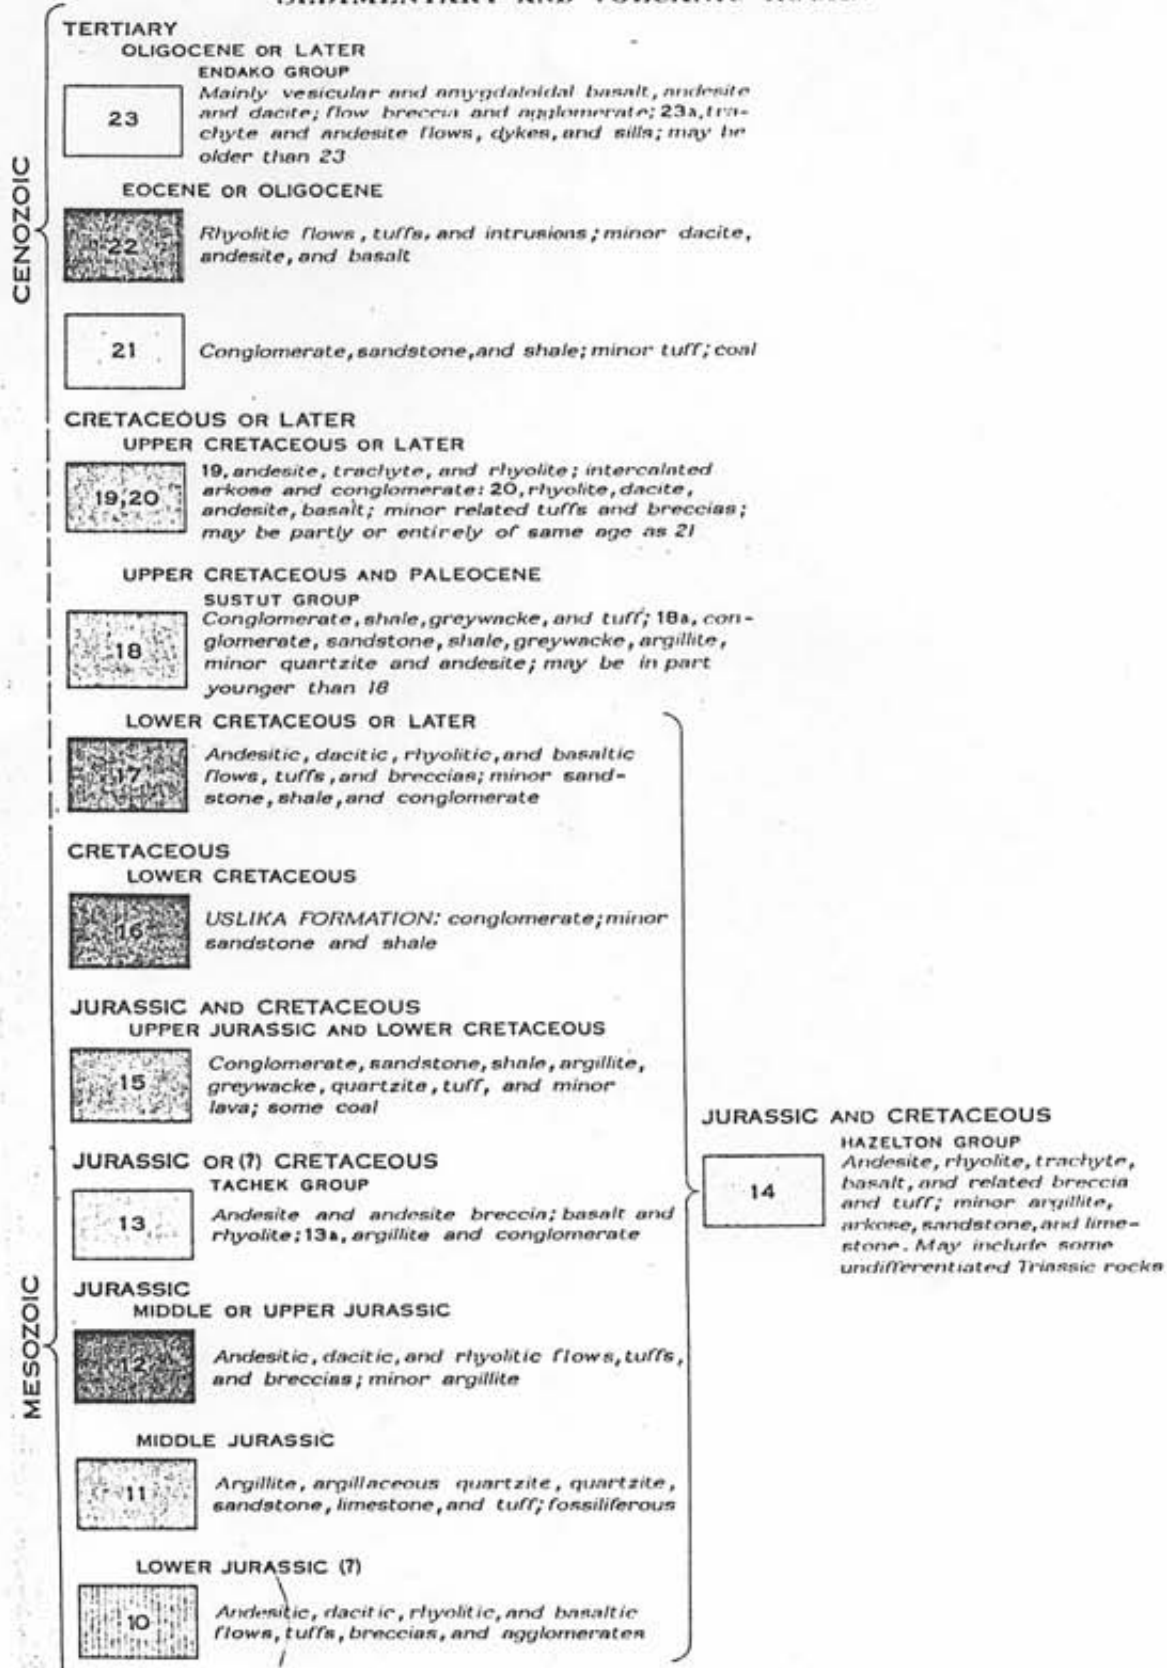 SEDIMENTARY AND VOLCANIC ROCKS
TERTIARY
OLIGOCENE OR LATER
ENDAKO GROUP
23
Mainly vesicular and amygdaloidal basalt, andesite
and dacite; flow breccia and agglomerate; 23a, tra-
chyte and andesite flows, dykes, and sills; may be
older than 23
EOCENE OR OLIGOCENE
22
Rhyolitic flows, tuffs, and intrusions; minor dacite,
andesite, and basalt
21
Conglomerate, sandstone, and shale; minor tuff; coal
CENOZOIC
CRETACEOUS OR LATER
UPPER CRETACEOUS OR LATER
19,20
19, andesite, trachyte, and rhyolite; intercalated
arkose and conglomerate: 20, rhyolite, dacite,
andesite, basalt; minor related tuffs and breccias;
may be partly or entirely of same age as 21
UPPER CRETACEOUS AND PALEOCENE
SUSTUT GROUP
18
Conglomerate, shale, greywacke, and tuff; 18a, con-
glomerate, sandstone, shale, greywacke, argillite,
minor quartzite and andesite; may be in part
younger than 18
LOWER CRETACEOUS OR LATER
17
Andesitic, dacitic, rhyolitic, and basaltic
flows, tuffs, and breccias; minor sand-
stone, shale, and conglomerate
CRETACEOUS
LOWER CRETACEOUS
16
USLIKA FORMATION: conglomerate; minor
sandstone and shale
JURASSIC AND CRETACEOUS
UPPER JURASSIC AND LOWER CRETACEOUS
15
Conglomerate, sandstone, shale, argillite,
greywacke, quartzite, tuff, and minor
lava; some coal
JURASSIC OR (?) CRETACEOUS
TACHEK GROUP
13
Andesite and andesite breccia; basalt and
rhyolite; 13a, argillite and conglomerate
JURASSIC
MIDDLE OR UPPER JURASSIC
12
Andesitic, dacitic, and rhyolitic flows, tuffs,
and breccias; minor argillite
MIDDLE JURASSIC
11
Argillite, argillaceous quartzite, quartzite,
sandstone, limestone, and tuff; fossiliferous
LOWER JURASSIC (?)
10
Andesitic, dacitic, rhyolitic, and basaltic
flows, tuffs, breccias, and agglomerates
MESOZOIC
JURASSIC AND CRETACEOUS
HAZELTON GROUP
14
Andesite, rhyolite, trachyte,
basalt, and related breccia
and tuff; minor argillite,
arkose, sandstone, and lime-
stone. May include some
undifferentiated Triassic rocks